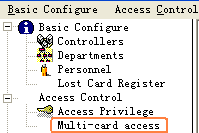 Basic Configure Access Control
Basic Configure
Controllers
Departments
Personnel
Lost Card Register
Access Control
Access Privilege
Multi-card access